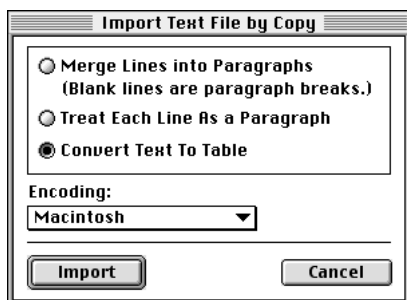 Import Text File by Copy
Merge Lines into Paragraphs
(Blank lines are paragraph breaks.)
Treat Each Line As a Paragraph
Convert Text To Table
Encoding:
Macintosh
Import Cancel